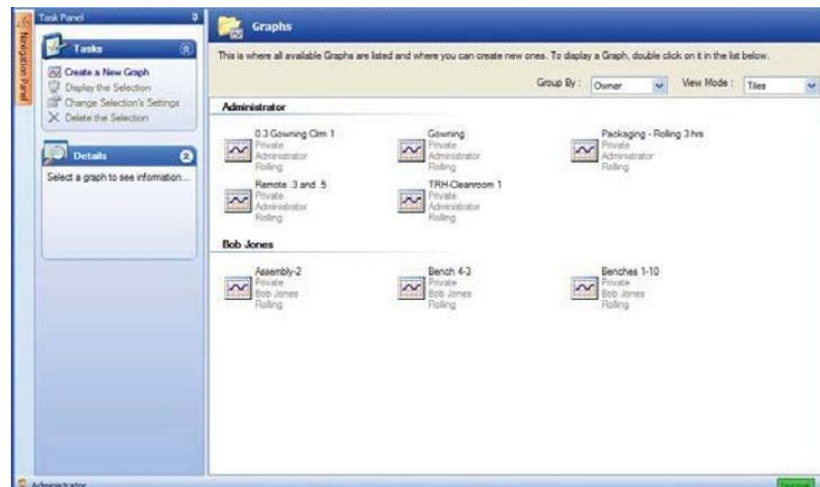 Task Panel
Navigation Panel
Tasks
Create a New Graph
Display the Selection
Change Selection's Settings
Delete the Selection
Details
Select a graph to see information...
Graphs
This is where all available Graphs are listed and where you can create new ones. To display a Graph, double click on it in the list below.
Group By : Owner View Mode : Tiles
Administrator
0.3 Gowning Clm 1
Private
Administrator
Rolling
Gowning
Private
Administrator
Rolling
Packaging - Rolling 3 hrs
Private
Administrator
Rolling
Remote .3 and .5
Private
Administrator
Rolling
TRH-Cleanroom 1
Private
Administrator
Rolling
Bob Jones
Assembly-2
Private
Bob Jones
Rolling
Bench 4-3
Private
Bob Jones
Rolling
Benches 1-10
Private
Bob Jones
Rolling
Administrator